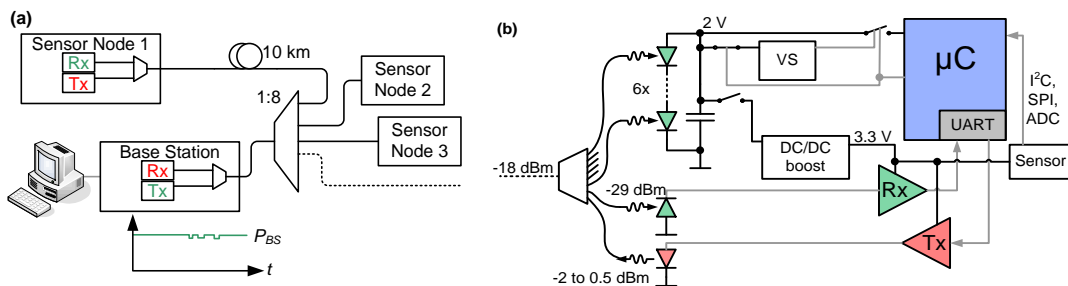 (a)
Sensor Node 1
Rx
Tx
10 km
1:8
Sensor
Node 2
Sensor
Node 3
Base Station
Rx
Tx
P_BS
t
(b)
2 V
VS
µC
UART
I²C,
SPI,
ADC
6x
DC/DC
boost
3.3 V
Sensor
-18 dBm
-29 dBm
Rx
Tx
-2 to 0.5 dBm